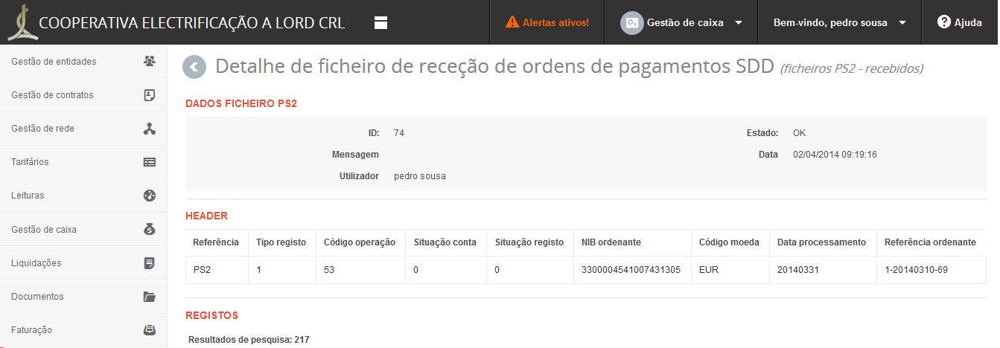 COOPERATIVA ELECTRIFICAÇÃO A LORD CRL
Alertas ativos!
Gestão de caixa
Bem-vindo, pedro sousa
Ajuda
Gestão de entidades
Gestão de contratos
Gestão de rede
Tarifários
Leituras
Gestão de caixa
Liquidações
Documentos
Faturação
Detalhe de ficheiro de receção de ordens de pagamentos SDD (ficheiros PS2 - recebidos)
DADOS FICHEIRO PS2
ID: 74 Estado: OK
Mensagem Data 02/04/2014 09:19:16
Utilizador pedro sousa
HEADER
Referência Tipo registo Código operação Situação conta Situação registo NIB ordenante Código moeda Data processamento Referência ordenante
PS2 1 53 0 0 3300004541007431305 EUR 20140331 1-20140310-69
REGISTOS
Resultados de pesquisa: 217